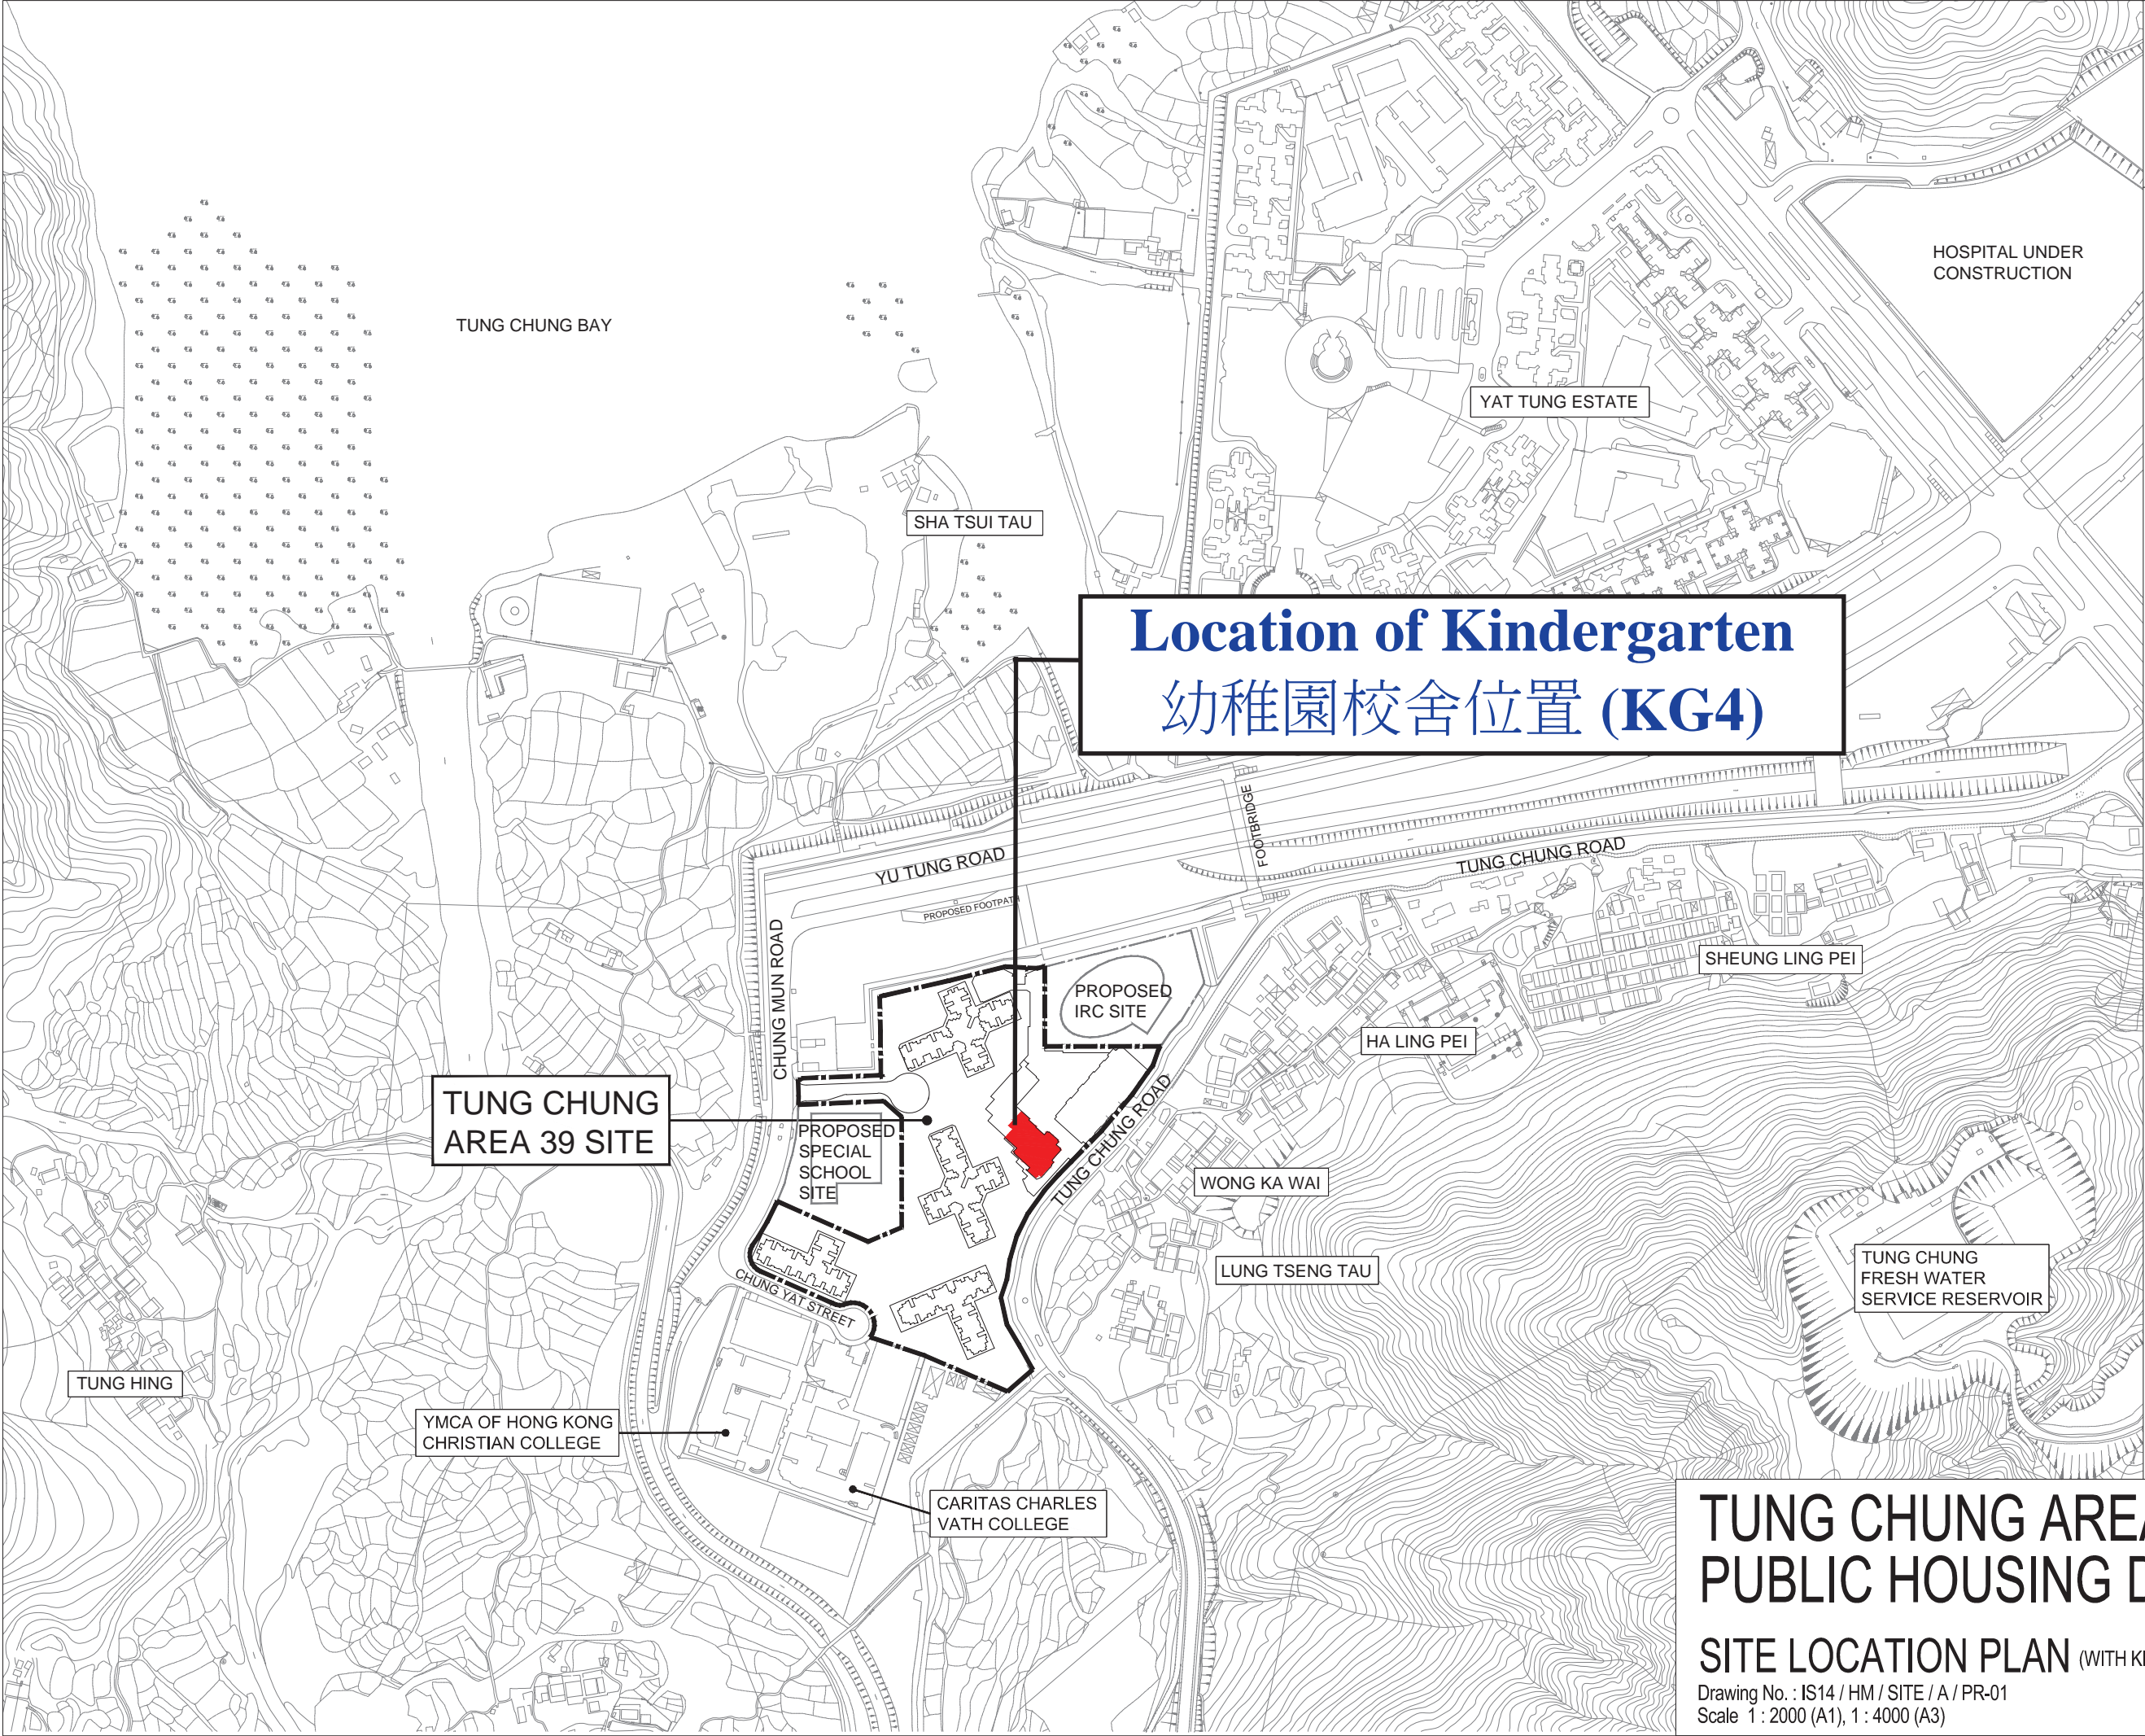 HOSPITAL UNDER
CONSTRUCTION
TUNG CHUNG BAY
YAT TUNG ESTATE
SHA TSUI TAU
Location of Kindergarten
幼稚園校舍位置 (KG4)
FOOTBRIDGE
YU TUNG ROAD
TUNG CHUNG ROAD
PROPOSED FOOTPATH
CHUNG MUN ROAD
SHEUNG LING PEI
PROPOSED
IRC SITE
HA LING PEI
TUNG CHUNG
AREA 39 SITE
PROPOSED
SPECIAL
SCHOOL
SITE
TUNG CHUNG ROAD
WONG KA WAI
LUNG TSENG TAU
TUNG CHUNG
FRESH WATER
SERVICE RESERVOIR
CHUNG YAT STREET
TUNG HING
YMCA OF HONG KONG
CHRISTIAN COLLEGE
CARITAS CHARLES
VATH COLLEGE
TUNG CHUNG AREA
PUBLIC HOUSING D
SITE LOCATION PLAN (WITH KI
Drawing No. : IS14 / HM / SITE / A / PR-01
Scale 1 : 2000 (A1), 1 : 4000 (A3)